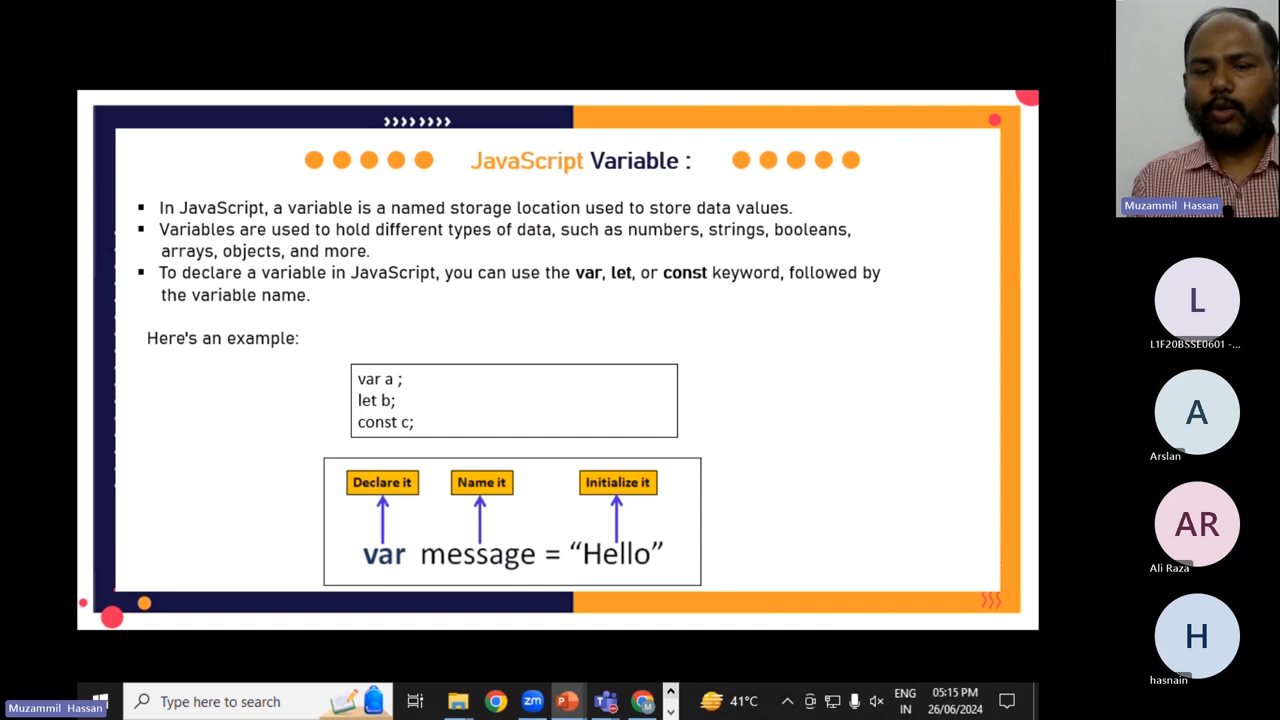 JavaScript Variable :
▪ In JavaScript, a variable is a named storage location used to store data values.
▪ Variables are used to hold different types of data, such as numbers, strings, booleans,
arrays, objects, and more.
▪ To declare a variable in JavaScript, you can use the var, let, or const keyword, followed by
the variable name.
Here's an example:
var a ;
let b;
const c;
Declare it Name it Initialize it
var message = “Hello”
Muzammil Hassan
L
L1F20BSSE0601 -...
A
Arslan
AR
Ali Raza
H
hasnain
Muzammil Hassan
Type here to search
zm
41°C
ENG
IN
05:15 PM
26/06/2024